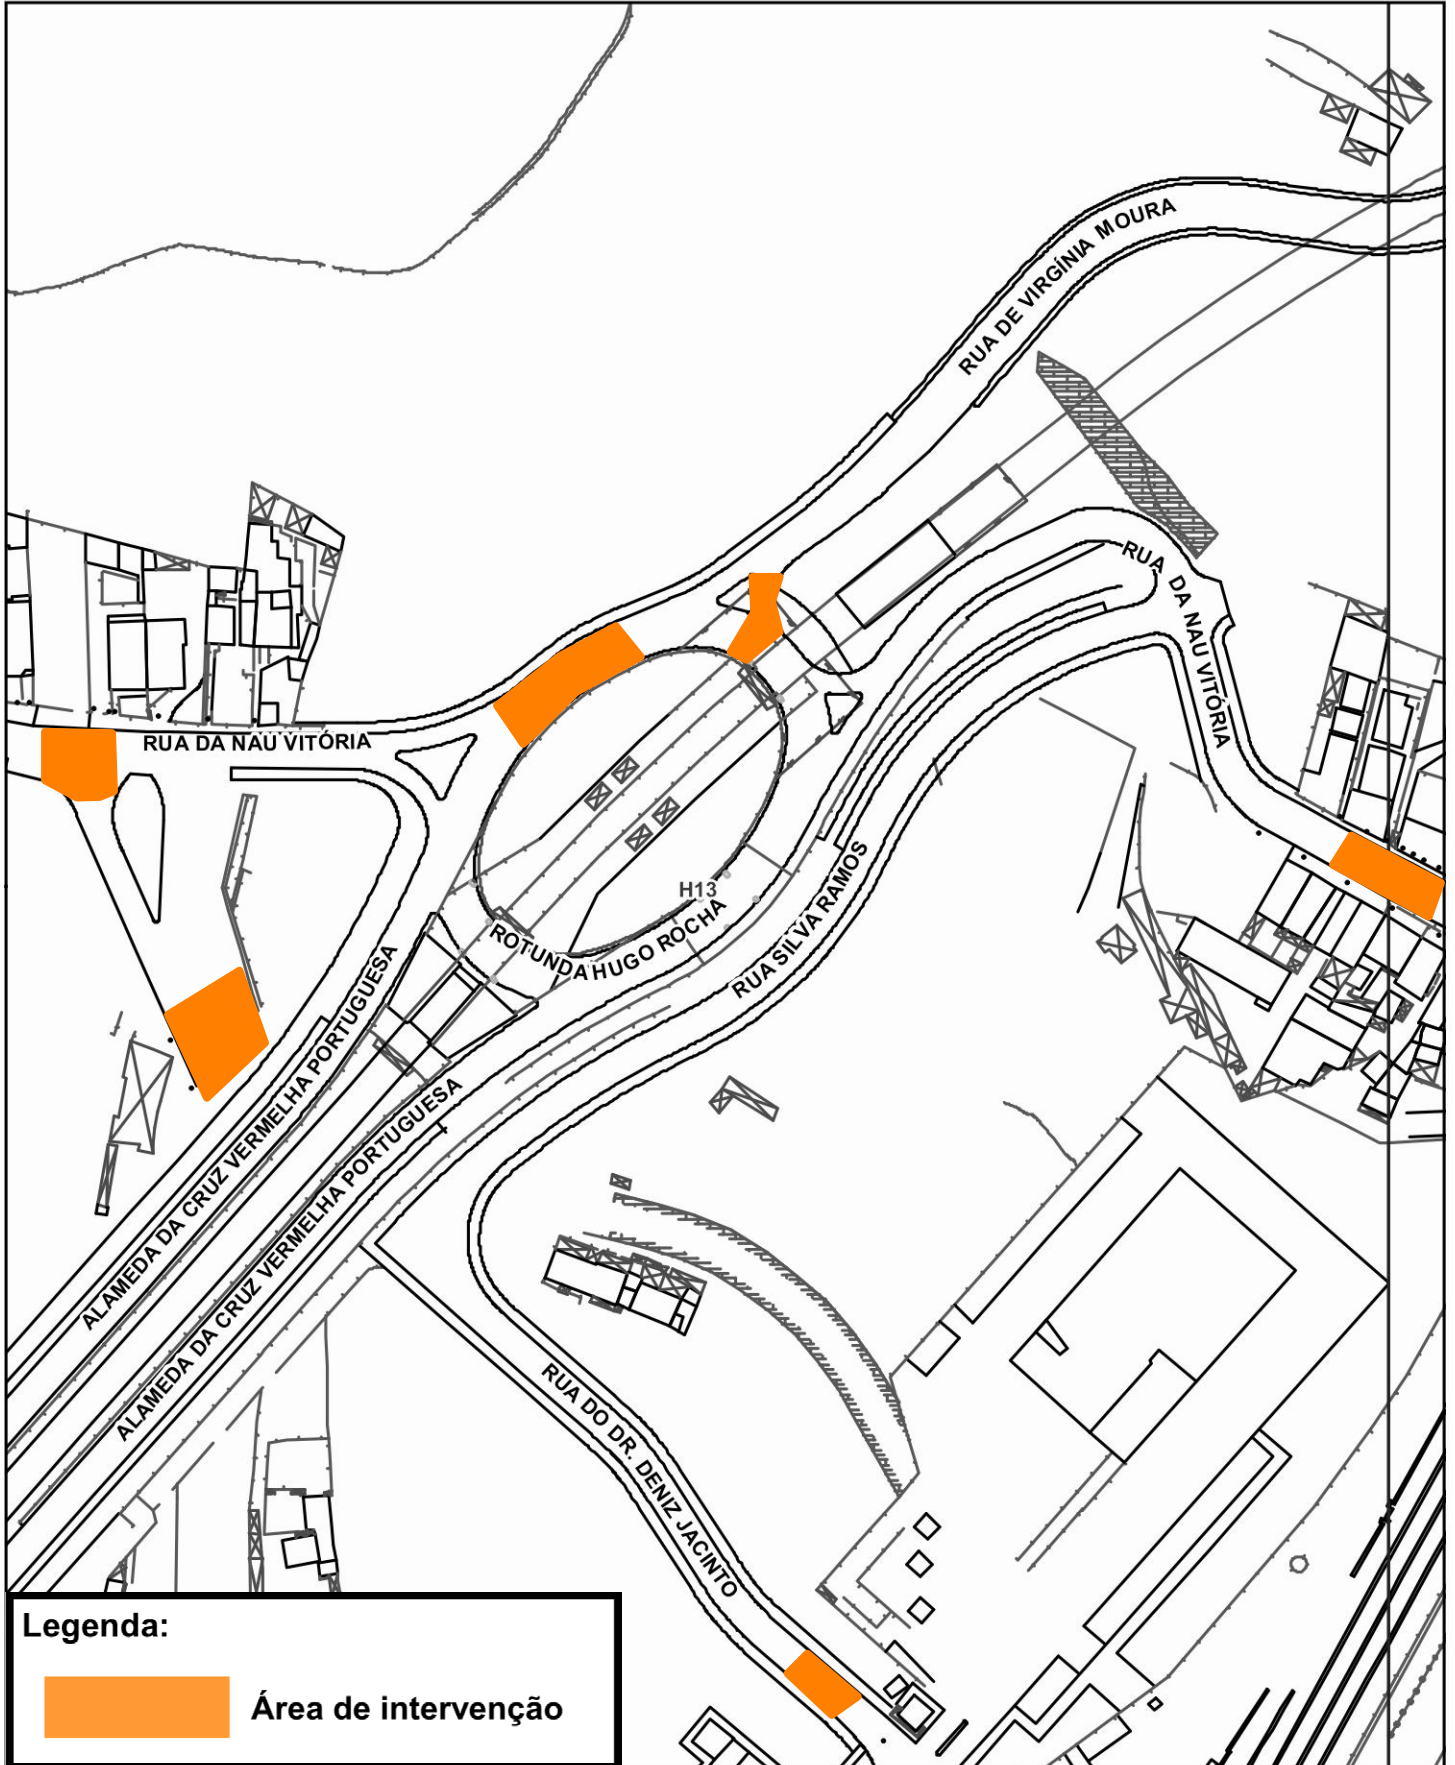 RUA DE VIRGÍNIA MOURA
RUA DA NAU VITÓRIA
RUA DA NAU VITÓRIA
H13
ROTUNDA HUGO ROCHA
RUA SILVA RAMOS
ALAMEDA DA CRUZ VERMELHA PORTUGUESA
ALAMEDA DA CRUZ VERMELHA PORTUGUESA
RUA DO DR. DENIZ JACINTO
Legenda:
Área de intervenção